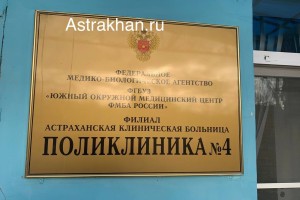 Astrakhan.ru
ФЕДЕРАЛЬНОЕ
МЕДИКО-БИОЛОГИЧЕСКОЕ АГЕНТСТВО
ФГБУЗ
«ЮЖНЫЙ ОКРУЖНОЙ МЕДИЦИНСКИЙ ЦЕНТР
ФМБА РОССИИ»
ФИЛИАЛ
АСТРАХАНСКАЯ КЛИНИЧЕСКАЯ БОЛЬНИЦА
ПОЛИКЛИНИКА №4